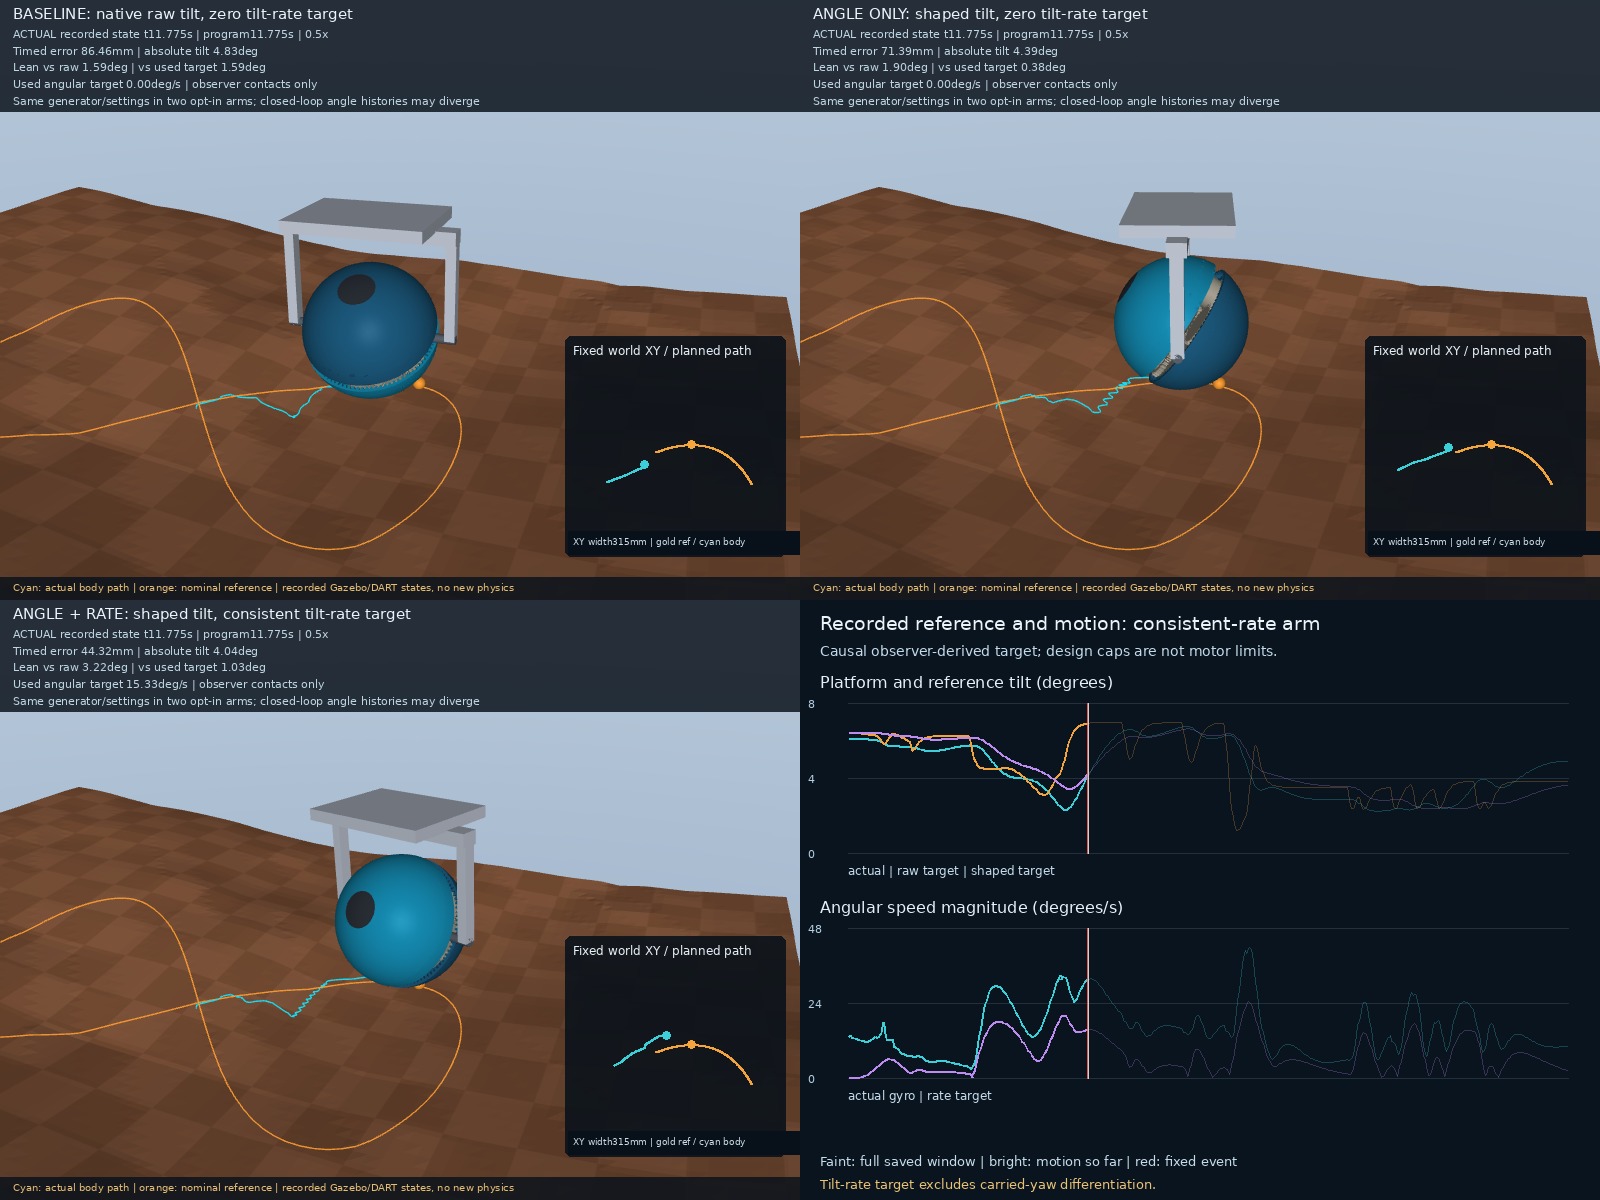 BASELINE: native raw tilt, zero tilt-rate target
ACTUAL recorded state t11.775s | program11.775s | 0.5x
Timed error 86.46mm | absolute tilt 4.83deg
Lean vs raw 1.59deg | vs used target 1.59deg
Used angular target 0.00deg/s | observer contacts only
Same generator/settings in two opt-in arms; closed-loop angle histories may diverge
Fixed world XY / planned path
XY width315mm | gold ref / cyan body
Cyan: actual body path | orange: nominal reference | recorded Gazebo/DART states, no new physics
ANGLE ONLY: shaped tilt, zero tilt-rate target
ACTUAL recorded state t11.775s | program11.775s | 0.5x
Timed error 71.39mm | absolute tilt 4.39deg
Lean vs raw 1.90deg | vs used target 0.38deg
Used angular target 0.00deg/s | observer contacts only
Same generator/settings in two opt-in arms; closed-loop angle histories may diverge
Fixed world XY / planned path
XY width315mm | gold ref / cyan body
Cyan: actual body path | orange: nominal reference | recorded Gazebo/DART states, no new physics
ANGLE + RATE: shaped tilt, consistent tilt-rate target
ACTUAL recorded state t11.775s | program11.775s | 0.5x
Timed error 44.32mm | absolute tilt 4.04deg
Lean vs raw 3.22deg | vs used target 1.03deg
Used angular target 15.33deg/s | observer contacts only
Same generator/settings in two opt-in arms; closed-loop angle histories may diverge
Fixed world XY / planned path
XY width315mm | gold ref / cyan body
Cyan: actual body path | orange: nominal reference | recorded Gazebo/DART states, no new physics
Recorded reference and motion: consistent-rate arm
Causal observer-derived target; design caps are not motor limits.
Platform and reference tilt (degrees)
8
4
0
actual | raw target | shaped target
Angular speed magnitude (degrees/s)
48
24
0
actual gyro | rate target
Faint: full saved window | bright: motion so far | red: fixed event
Tilt-rate target excludes carried-yaw differentiation.